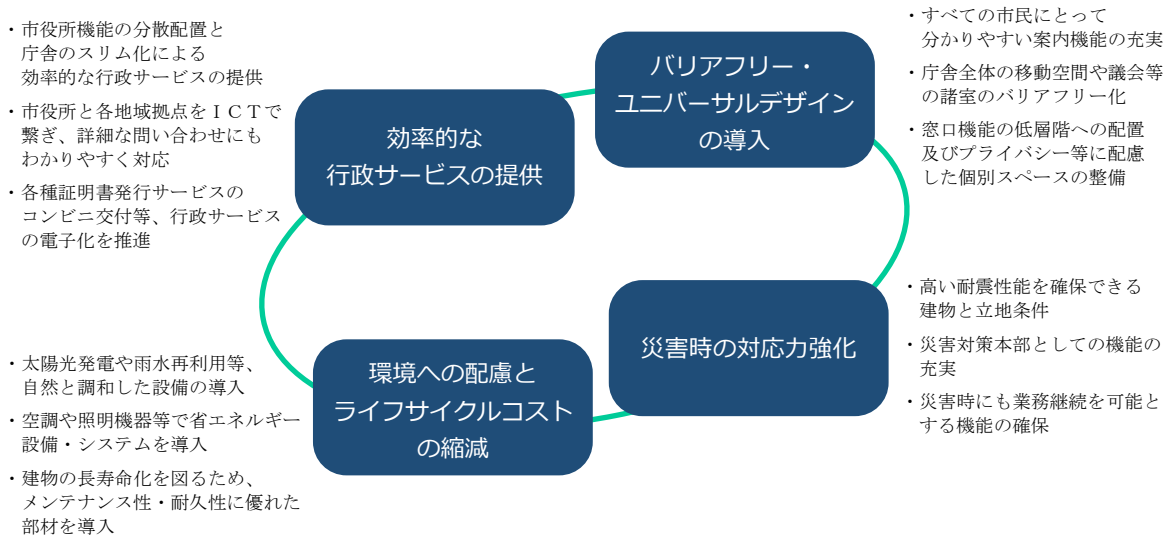 ・市役所機能の分散配置と
庁舎のスリム化による
効率的な行政サービスの提供
・市役所と各地域拠点をＩＣＴで
繋ぎ、詳細な問い合わせにも
わかりやすく対応
・各種証明書発行サービスの
コンビニ交付等、行政サービス
の電子化を推進
効率的な
行政サービスの提供
バリアフリー・
ユニバーサルデザイン
の導入
・すべての市民にとって
分かりやすい案内機能の充実
・庁舎全体の移動空間や議会等
の諸室のバリアフリー化
・窓口機能の低層階への配置
及びプライバシー等に配慮
した個別スペースの整備
・太陽光発電や雨水再利用等、
自然と調和した設備の導入
・空調や照明機器等で省エネルギー
設備・システムを導入
・建物の長寿命化を図るため、
メンテナンス性・耐久性に優れた
部材を導入
環境への配慮と
ライフサイクルコスト
の縮減
災害時の対応力強化
・高い耐震性能を確保できる
建物と立地条件
・災害対策本部としての機能の
充実
・災害時にも業務継続を可能と
する機能の確保